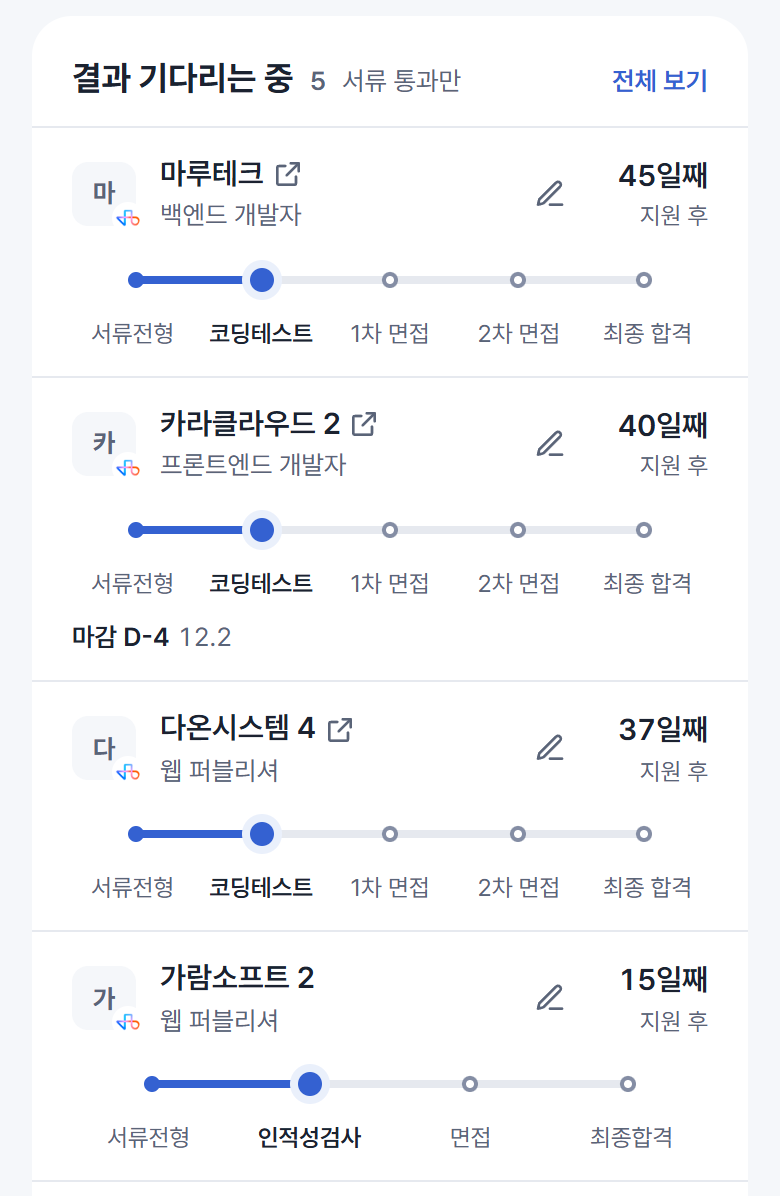 결과 기다리는 중 5 서류 통과만 전체 보기
마 마루테크 45일째
백엔드 개발자 지원 후
서류전형 코딩테스트 1차 면접 2차 면접 최종 합격
카 카라클라우드 2 40일째
프론트엔드 개발자 지원 후
서류전형 코딩테스트 1차 면접 2차 면접 최종 합격
마감 D-4 12.2
다 다온시스템 4 37일째
웹 퍼블리셔 지원 후
서류전형 코딩테스트 1차 면접 2차 면접 최종 합격
가 가람소프트 2 15일째
웹 퍼블리셔 지원 후
서류전형 인적성검사 면접 최종합격